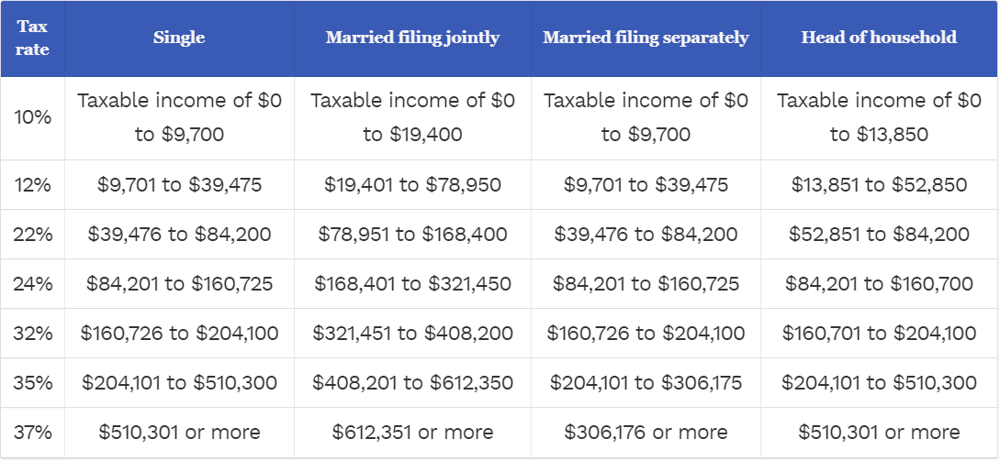 Tax
rate
Single
Married filing jointly
Married filing separately
Head of household
10%
Taxable income of $0
to $9,700
Taxable income of $0
to $19,400
Taxable income of $0
to $9,700
Taxable income of $0
to $13,850
12%
$9,701 to $39,475
$19,401 to $78,950
$9,701 to $39,475
$13,851 to $52,850
22%
$39,476 to $84,200
$78,951 to $168,400
$39,476 to $84,200
$52,851 to $84,200
24%
$84,201 to $160,725
$168,401 to $321,450
$84,201 to $160,725
$84,201 to $160,700
32%
$160,726 to $204,100
$321,451 to $408,200
$160,726 to $204,100
$160,701 to $204,100
35%
$204,101 to $510,300
$408,201 to $612,350
$204,101 to $306,175
$204,101 to $510,300
37%
$510,301 or more
$612,351 or more
$306,176 or more
$510,301 or more